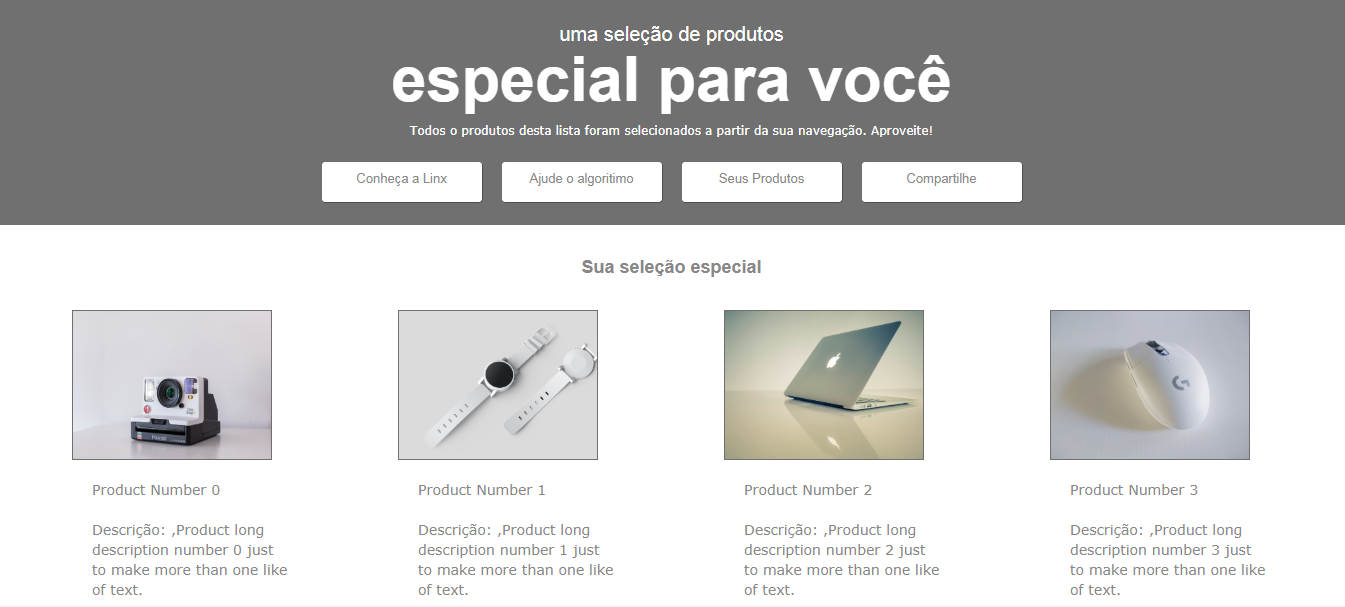 uma seleção de produtos
especial para você
Todos o produtos desta lista foram selecionados a partir da sua navegação. Aproveite!
Conheça a Linx
Ajude o algoritimo
Seus Produtos
Compartilhe
Sua seleção especial
Product Number 0
Descrição: ,Product long
description number 0 just
to make more than one like
of text.
Product Number 1
Descrição: ,Product long
description number 1 just
to make more than one like
of text.
Product Number 2
Descrição: ,Product long
description number 2 just
to make more than one like
of text.
Product Number 3
Descrição: ,Product long
description number 3 just
to make more than one like
of text.